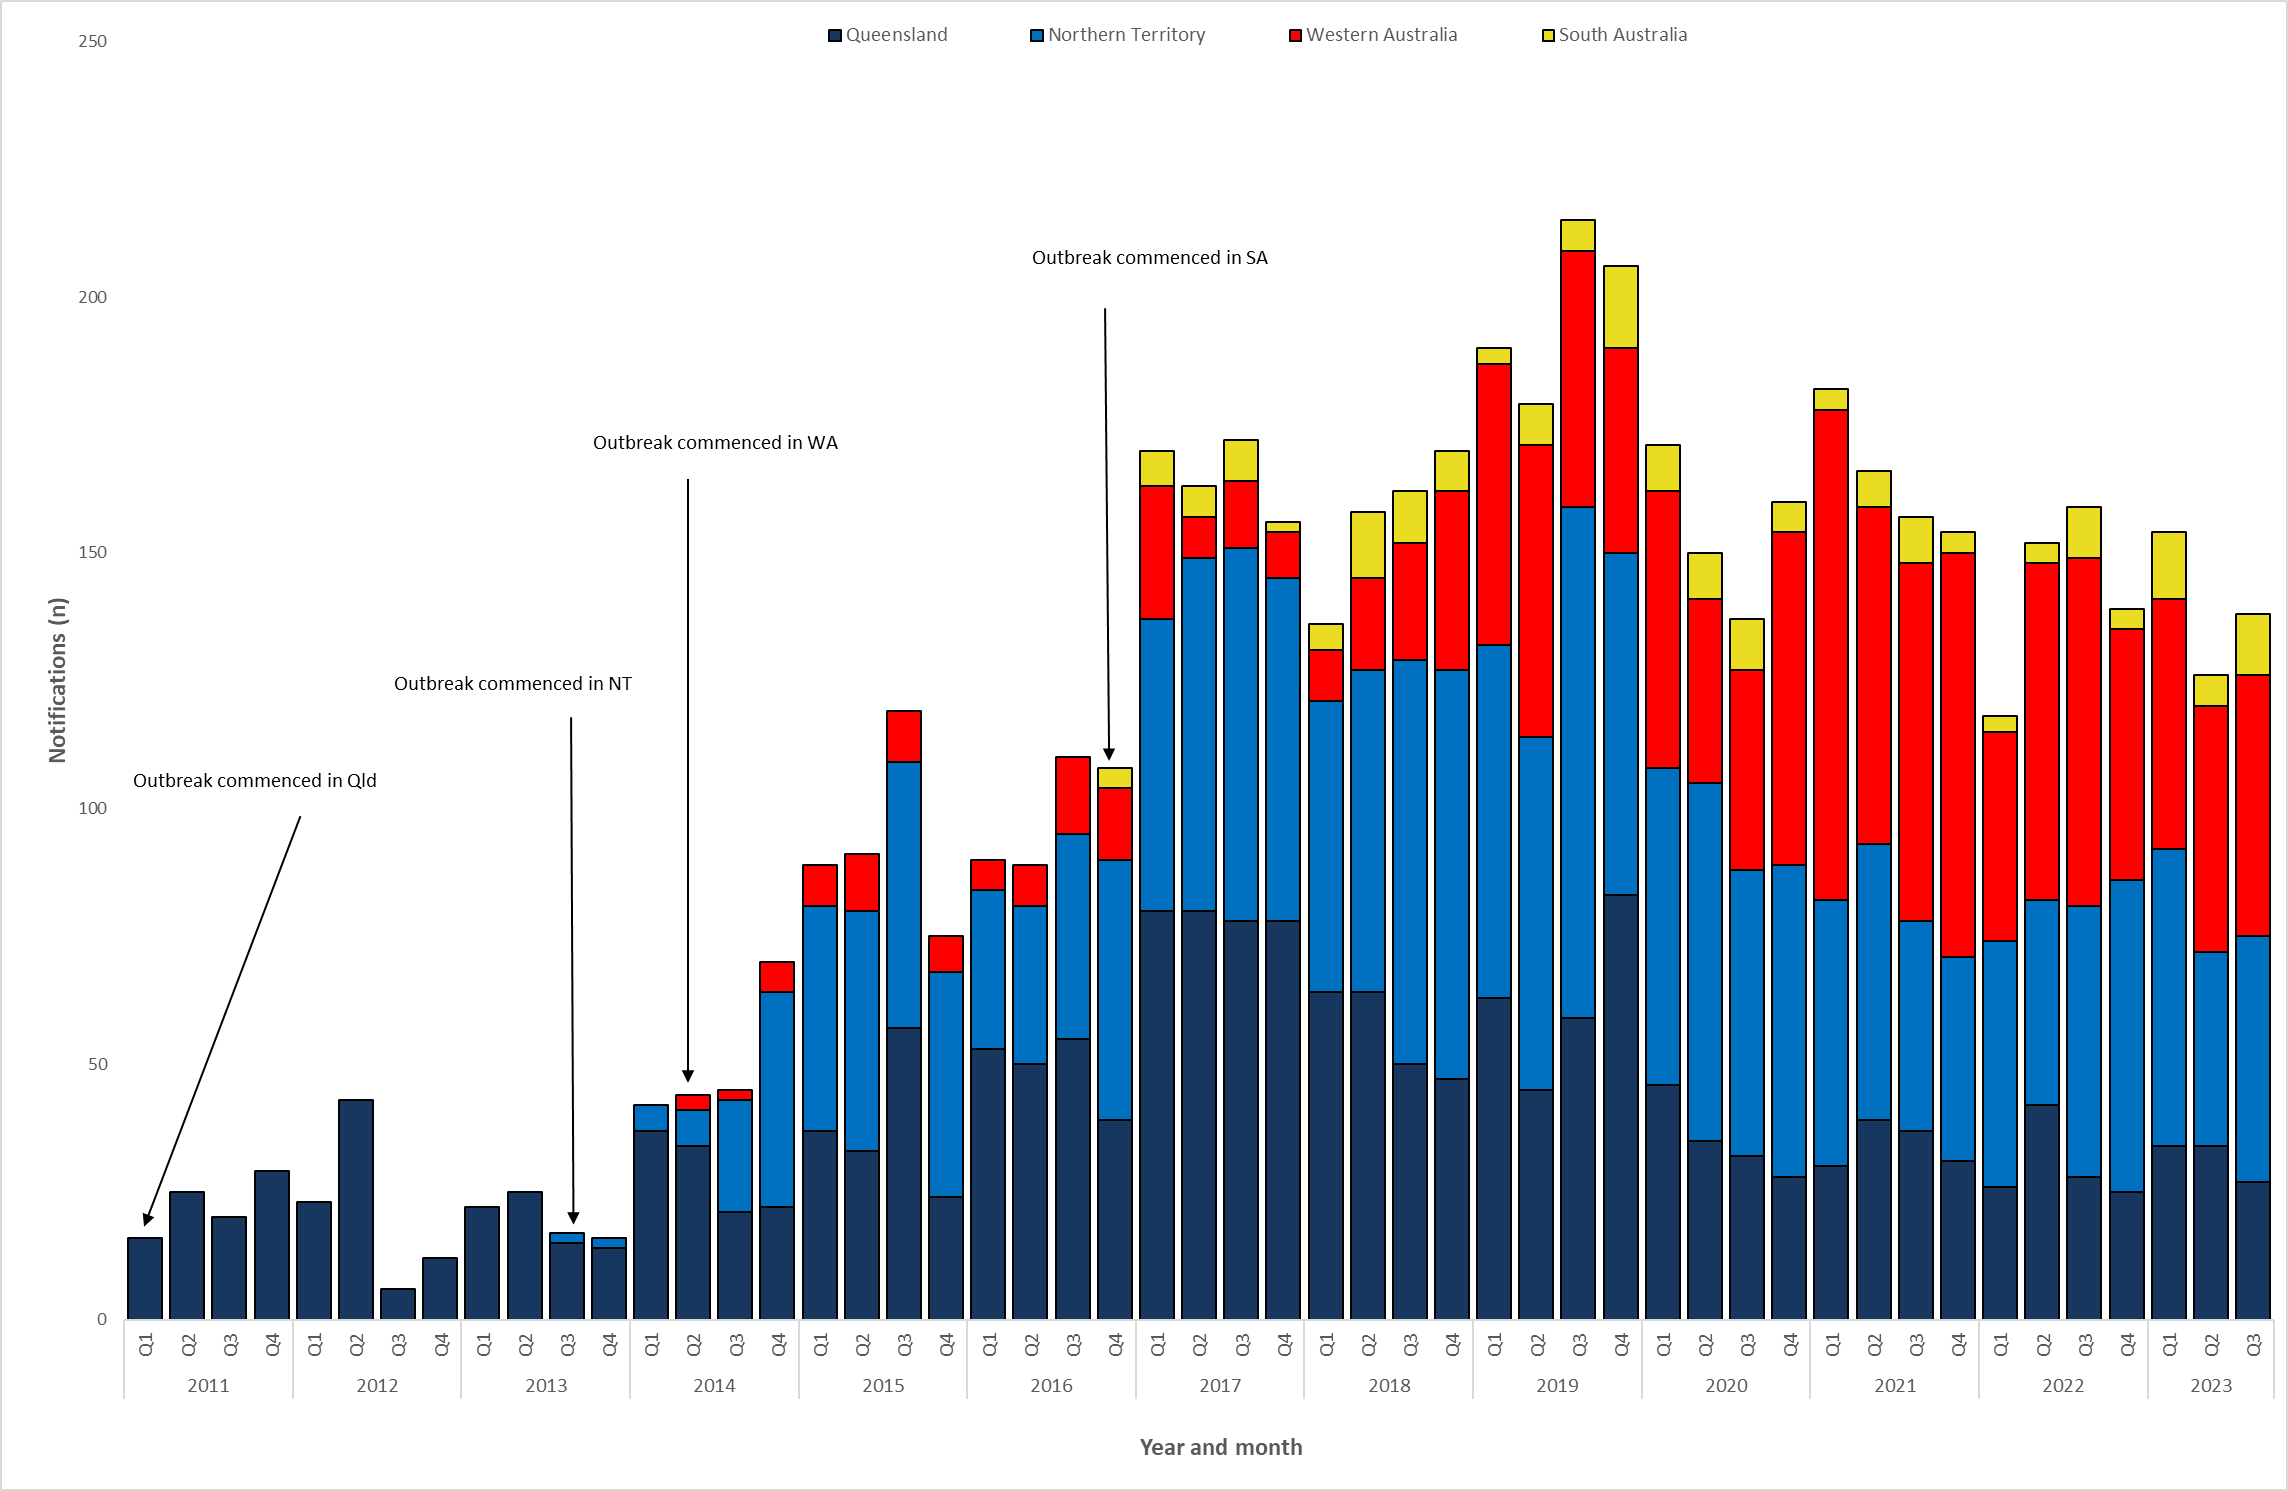 Queensland Northern Territory Western Australia South Australia
250
200
150
100
50
0
Notifications (n)
Outbreak commenced in SA
Outbreak commenced in WA
Outbreak commenced in NT
Outbreak commenced in Qld
Q1 Q2 Q3 Q4 Q1 Q2 Q3 Q4 Q1 Q2 Q3 Q4 Q1 Q2 Q3 Q4 Q1 Q2 Q3 Q4 Q1 Q2 Q3 Q4 Q1 Q2 Q3 Q4 Q1 Q2 Q3 Q4 Q1 Q2 Q3 Q4 Q1 Q2 Q3 Q4 Q1 Q2 Q3 Q4 Q1 Q2 Q3 Q4 Q1 Q2 Q3
2011 2012 2013 2014 2015 2016 2017 2018 2019 2020 2021 2022 2023
Year and month